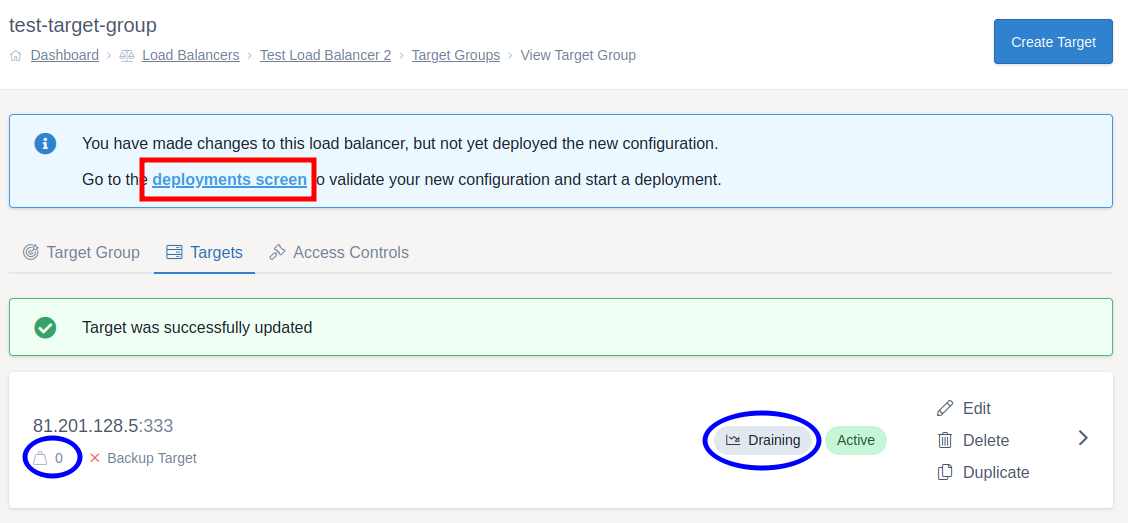 test-target-group
Create Target
Dashboard › Load Balancers › Test Load Balancer 2 › Target Groups › View Target Group
You have made changes to this load balancer, but not yet deployed the new configuration.
Go to the deployments screen to validate your new configuration and start a deployment.
Target Group Targets Access Controls
Target was successfully updated
81.201.128.5:333
0 × Backup Target
Draining Active
Edit
Delete
Duplicate